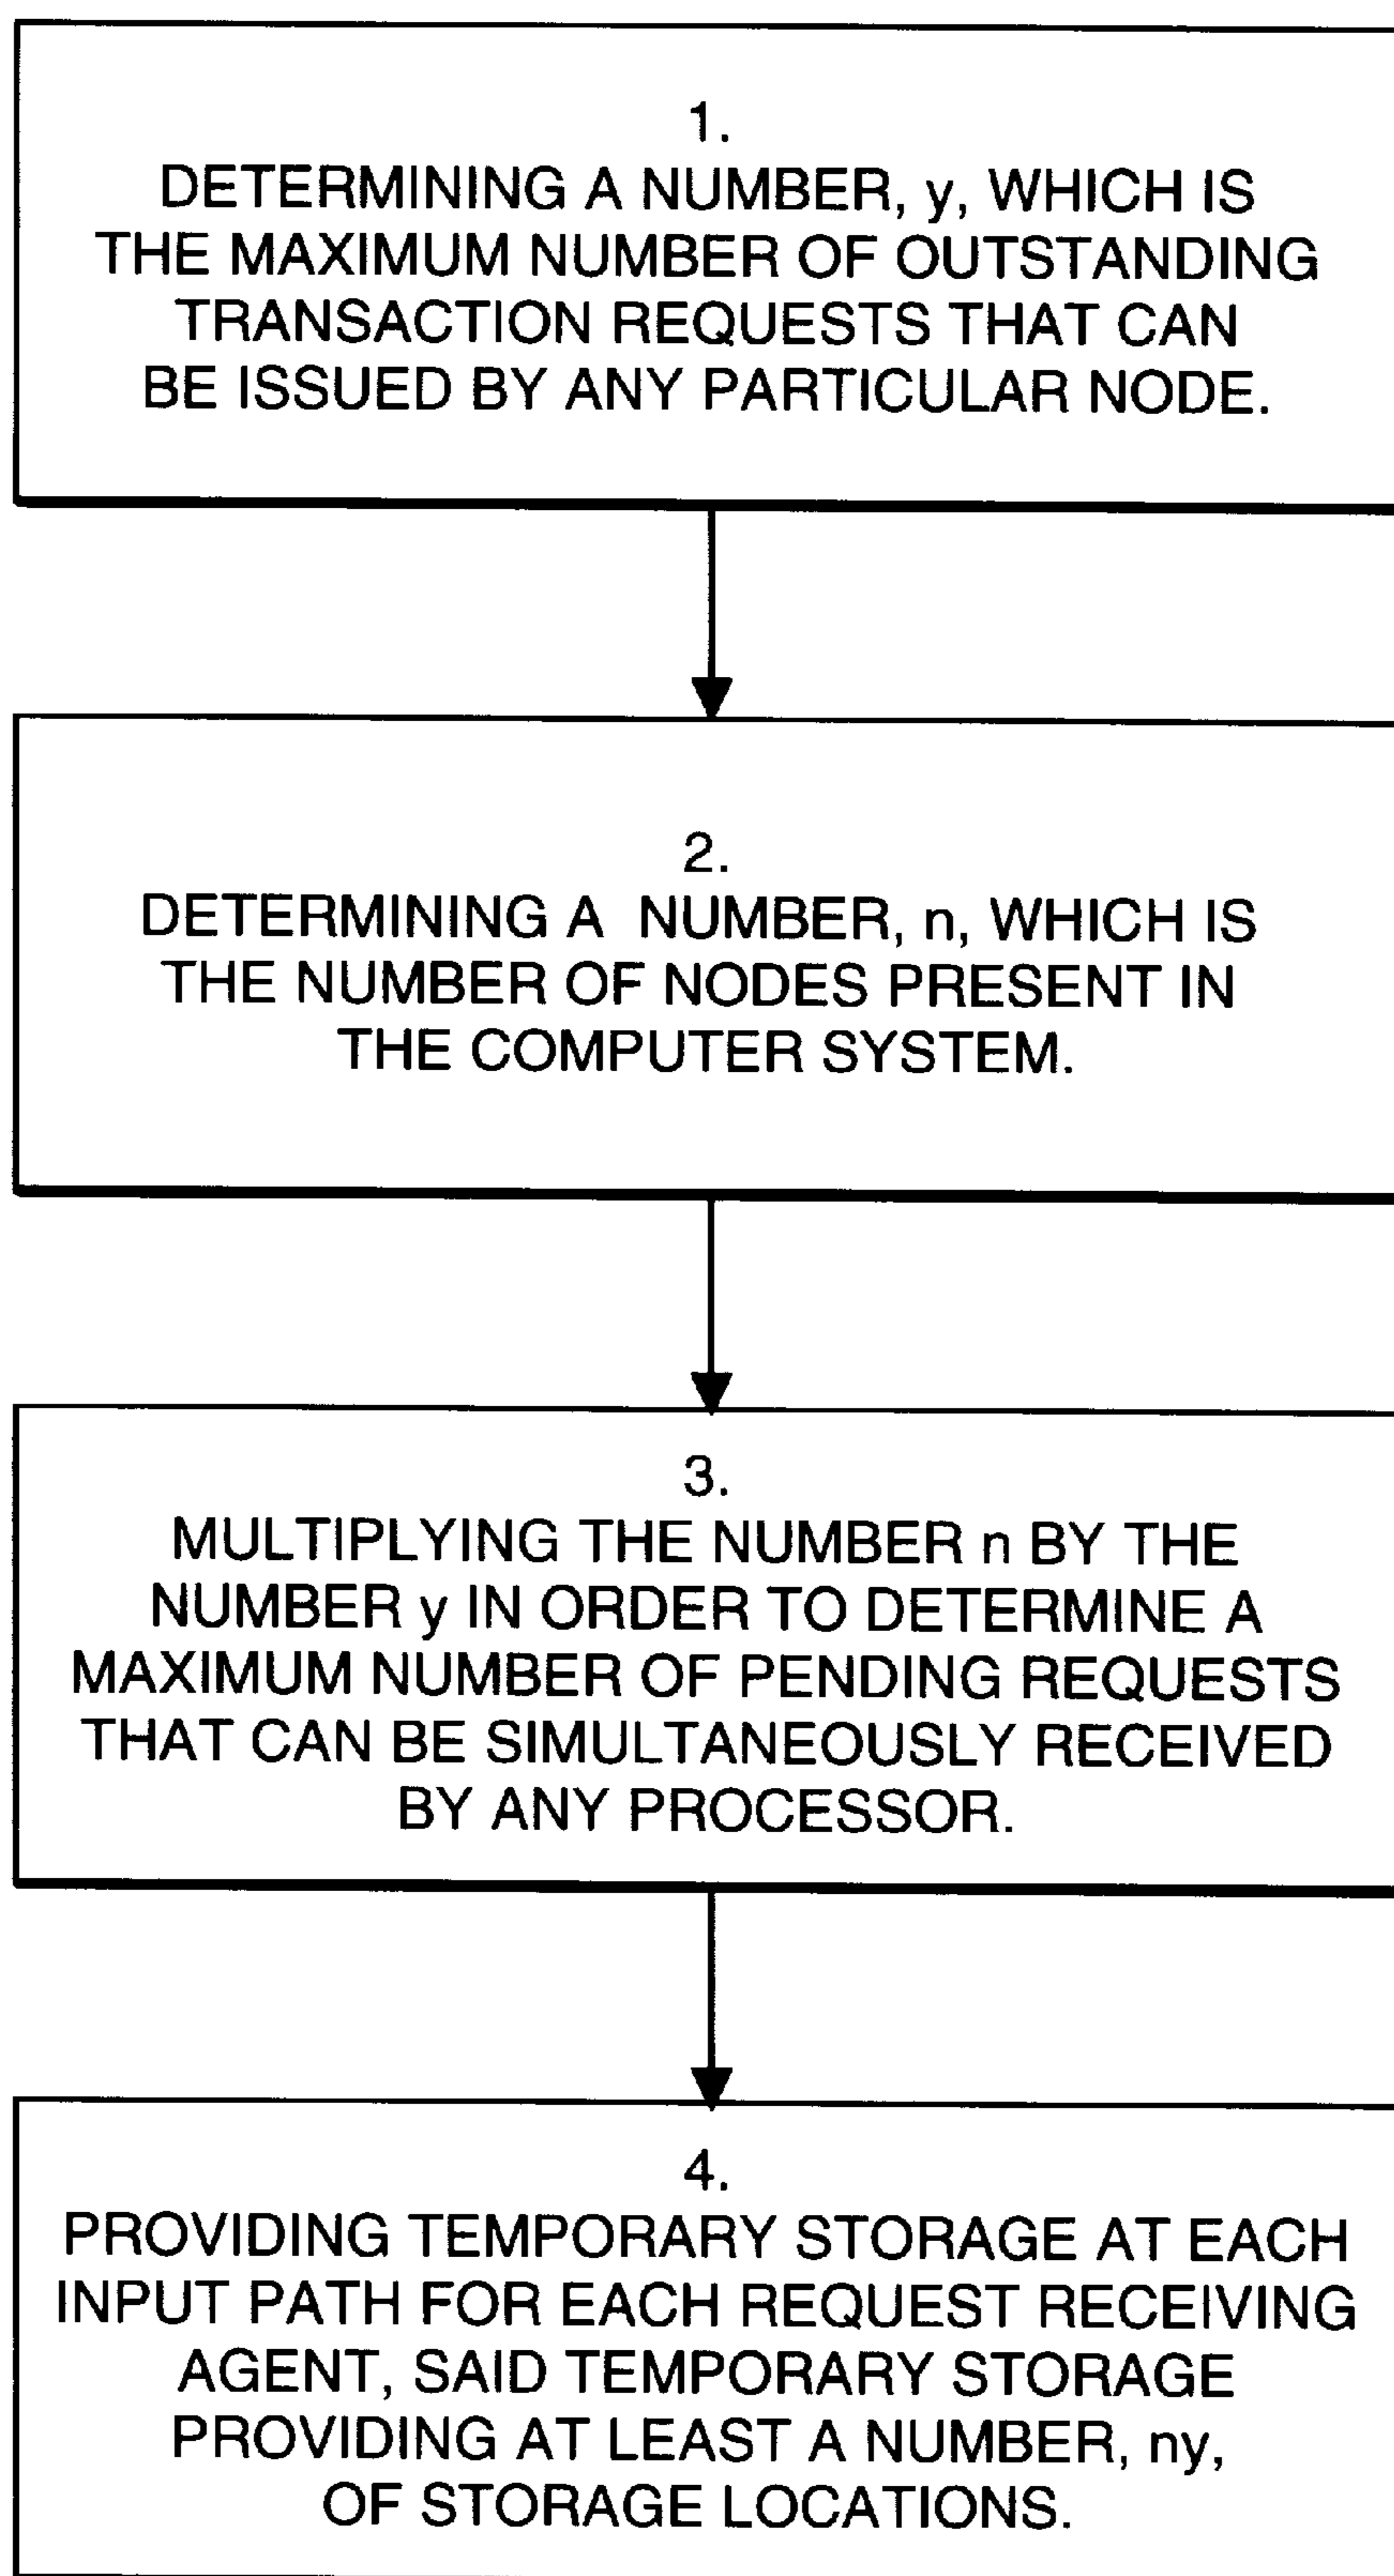 1.
DETERMINING A NUMBER, y, WHICH IS
THE MAXIMUM NUMBER OF OUTSTANDING
TRANSACTION REQUESTS THAT CAN
BE ISSUED BY ANY PARTICULAR NODE.
2.
DETERMINING A NUMBER, n, WHICH IS
THE NUMBER OF NODES PRESENT IN
THE COMPUTER SYSTEM.
3.
MULTIPLYING THE NUMBER n BY THE
NUMBER y IN ORDER TO DETERMINE A
MAXIMUM NUMBER OF PENDING REQUESTS
THAT CAN BE SIMULTANEOUSLY RECEIVED
BY ANY PROCESSOR.
4.
PROVIDING TEMPORARY STORAGE AT EACH
INPUT PATH FOR EACH REQUEST RECEIVING
AGENT, SAID TEMPORARY STORAGE
PROVIDING AT LEAST A NUMBER, ny,
OF STORAGE LOCATIONS.